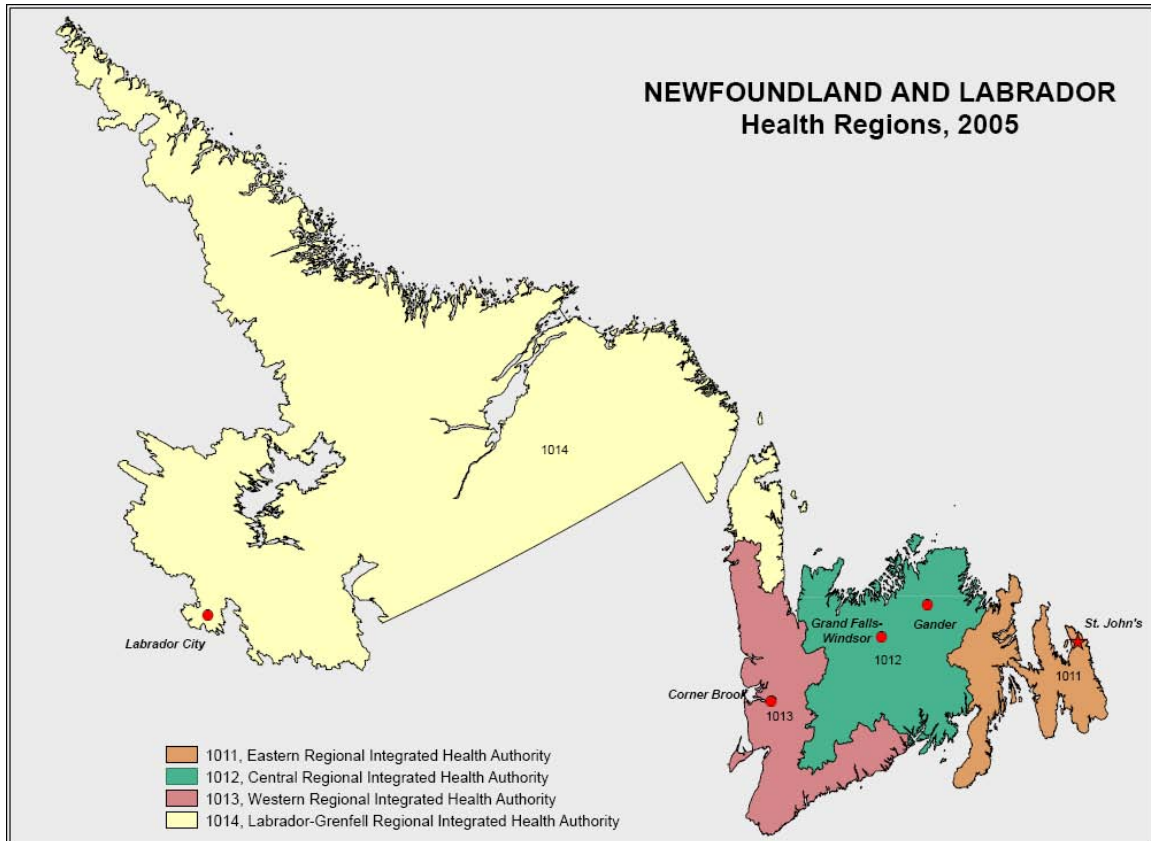 NEWFOUNDLAND AND LABRADOR
Health Regions, 2005
1014
Labrador City
Grand Falls-
Windsor
1012
Gander
St. John's
1011
Corner Brook
1013
1011, Eastern Regional Integrated Health Authority
1012, Central Regional Integrated Health Authority
1013, Western Regional Integrated Health Authority
1014, Labrador-Grenfell Regional Integrated Health Authority